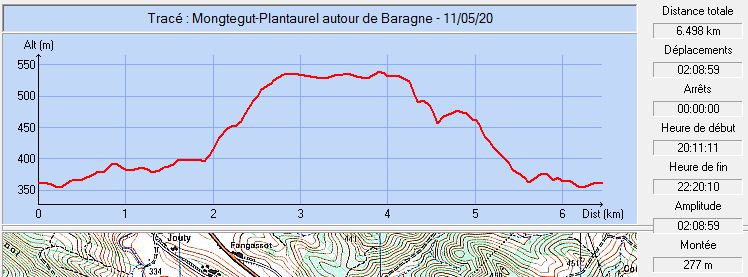 Tracé : Mongtegut-Plantaurel autour de Baragne - 11/05/20
Alt (m)
550
500
450
400
350
0 1 2 3 4 5 6 Dist (km)
Distance totale
6.498 km
Déplacements
02:08:59
Arrêts
00:00:00
Heure de début
20:11:11
Heure de fin
22:20:10
Amplitude
02:08:59
Montée
277 m
Jouty
Fangassot
334
411
451